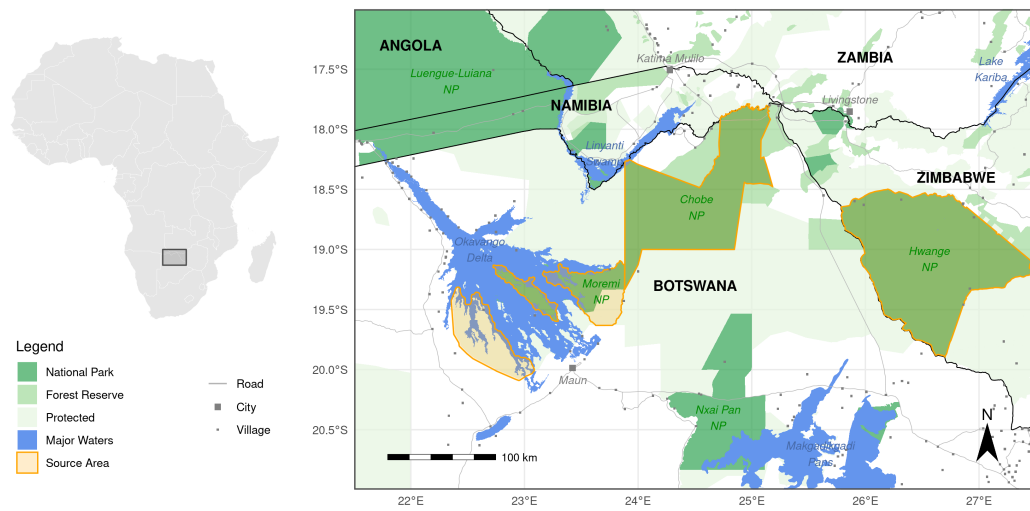 ANGOLA
ZAMBIA
Katima Mulilo
Lake
Kariba
Luengue-Luiana
NP
NAMIBIA
Livingstone
Linyanti
Swamp
ZIMBABWE
Chobe
NP
Okavango
Delta
Hwange
NP
Moremi
NP
BOTSWANA
Maun
Nxai Pan
NP
Makgadikgadi
Pans
N
100 km
17.5°S
18.0°S
18.5°S
19.0°S
19.5°S
20.0°S
20.5°S
22°E
23°E
24°E
25°E
26°E
27°E
Legend
National Park
Forest Reserve
Protected
Major Waters
Source Area
Road
City
Village